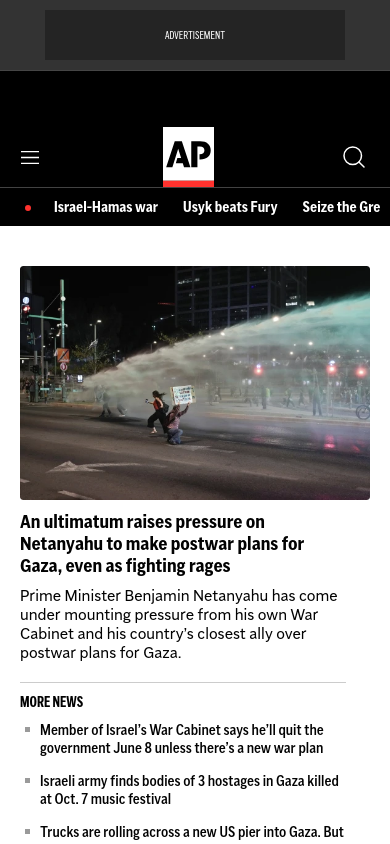 ADVERTISEMENT
AP
Israel-Hamas war
Usyk beats Fury
Seize the Gre
An ultimatum raises pressure on
Netanyahu to make postwar plans for
Gaza, even as fighting rages
Prime Minister Benjamin Netanyahu has come
under mounting pressure from his own War
Cabinet and his country's closest ally over
postwar plans for Gaza.
MORE NEWS
Member of Israel's War Cabinet says he'll quit the
government June 8 unless there's a new war plan
Israeli army finds bodies of 3 hostages in Gaza killed
at Oct. 7 music festival
Trucks are rolling across a new US pier into Gaza. But